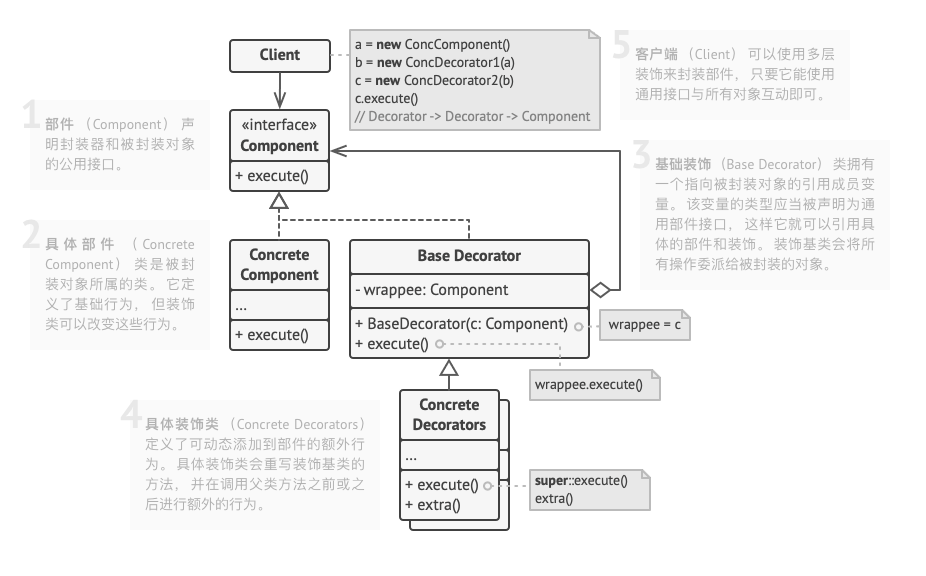 Client
a = new ConcComponent()
b = new ConcDecorator1(a)
c = new ConcDecorator2(b)
c.execute()
// Decorator -> Decorator -> Component
5
客户端 （Client） 可以使用多层
装饰来封装部件， 只要它能使用
通用接口与所有对象互动即可。
1
部件 （Component） 声
明封装器和被封装对象
的公用接口。
«interface»
Component
+ execute()
3
基础装饰 （Base Decorator） 类拥有
一个指向被封装对象的引用成员变
量。 该变量的类型应当被声明为通
用部件接口， 这样它就可以引用具
体的部件和装饰。 装饰基类会将所
有操作委派给被封装的对象。
2
具体部件 （Concrete
Component） 类是被封
装对象所属的类。 它定
义了基础行为， 但装饰
类可以改变这些行为。
Concrete
Component
...
+ execute()
Base Decorator
- wrappee: Component
+ BaseDecorator(c: Component)
+ execute()
wrappee = c
wrappee.execute()
4
具体装饰类 （Concrete Decorators）
定义了可动态添加到部件的额外行
为。 具体装饰类会重写装饰基类的
方法， 并在调用父类方法之前或之
后进行额外的行为。
Concrete
Decorators
...
+ execute()
+ extra()
super::execute()
extra()